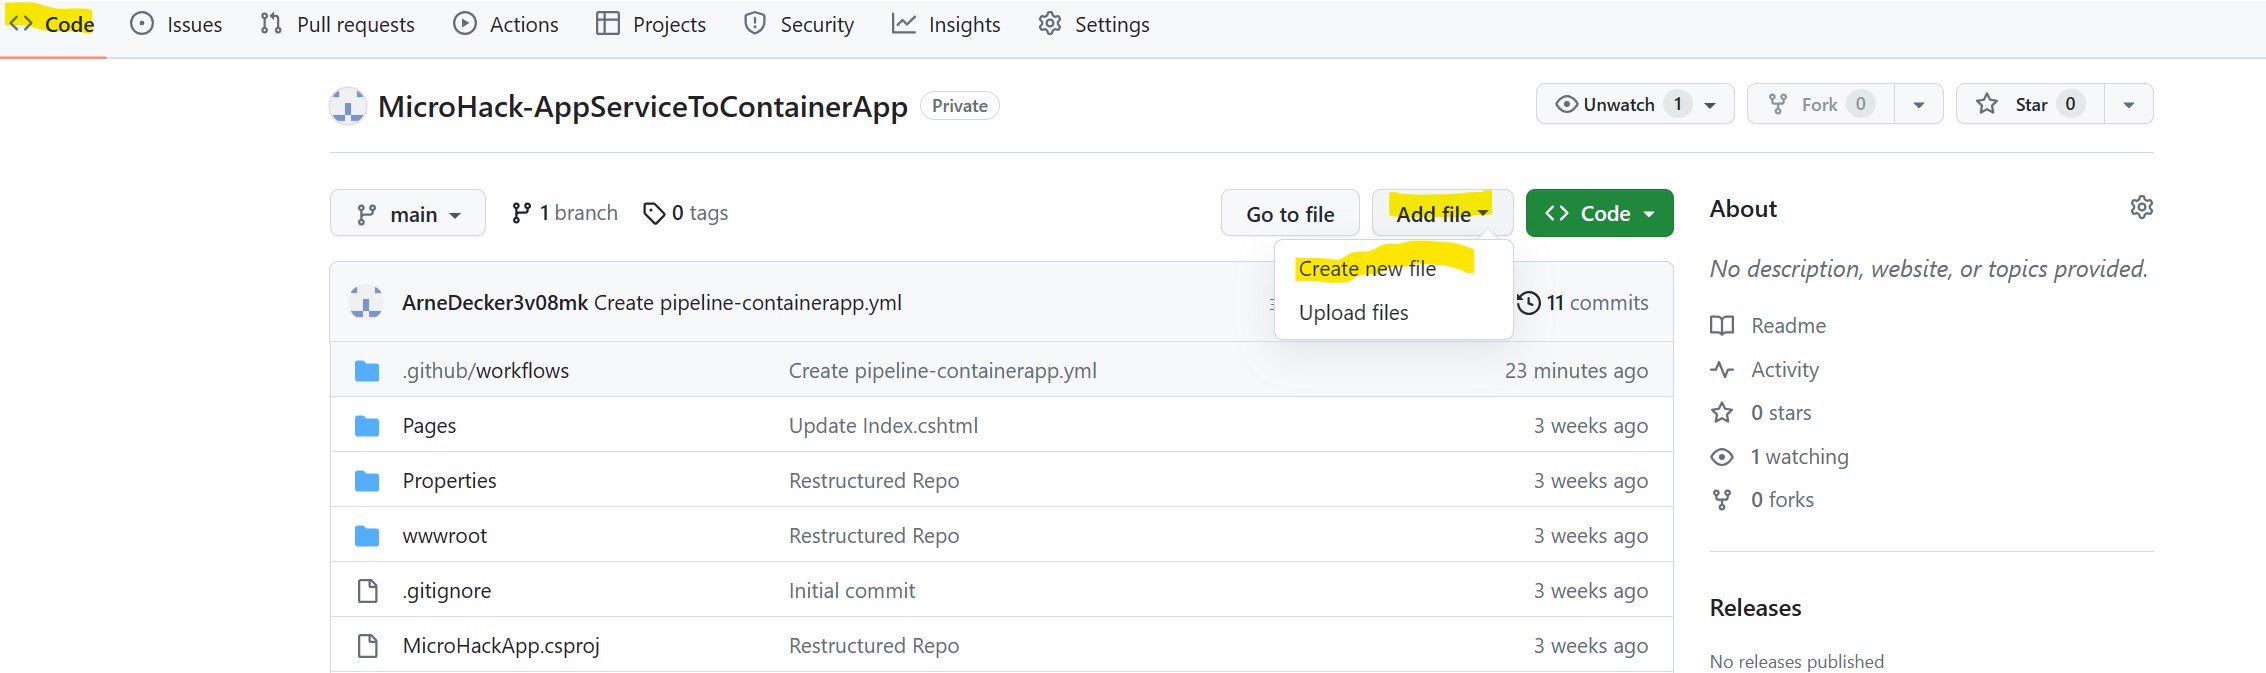 Code Issues Pull requests Actions Projects Security Insights Settings
MicroHack-AppServiceToContainerApp Private Unwatch 1 Fork 0 Star 0
main 1 branch 0 tags Go to file Add file Code
Create new file
Upload files
ArneDecker3v08mk Create pipeline-containerapp.yml 11 commits
.github/workflows Create pipeline-containerapp.yml 23 minutes ago
Pages Update Index.cshtml 3 weeks ago
Properties Restructured Repo 3 weeks ago
wwwroot Restructured Repo 3 weeks ago
.gitignore Initial commit 3 weeks ago
MicroHackApp.csproj Restructured Repo 3 weeks ago
About
No description, website, or topics provided.
Readme
Activity
0 stars
1 watching
0 forks
Releases
No releases published